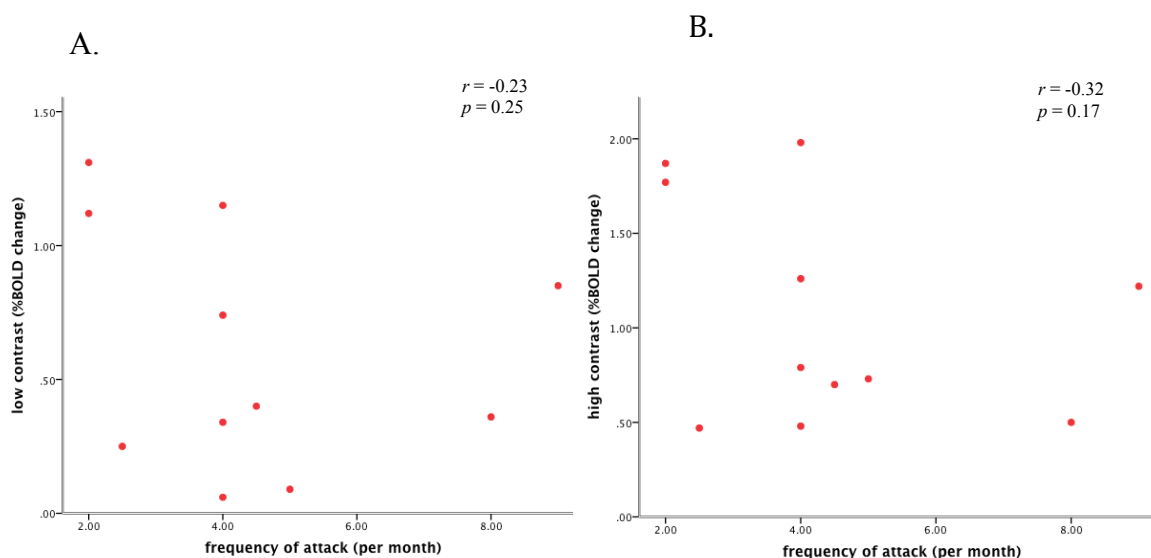 A.
r = -0.23
p = 0.25
1.50
1.00
.50
.00
low contrast (%BOLD change)
2.00 4.00 6.00 8.00
frequency of attack (per month)
B.
r = -0.32
p = 0.17
2.00
1.50
1.00
.50
.00
high contrast (%BOLD change)
2.00 4.00 6.00 8.00
frequency of attack (per month)